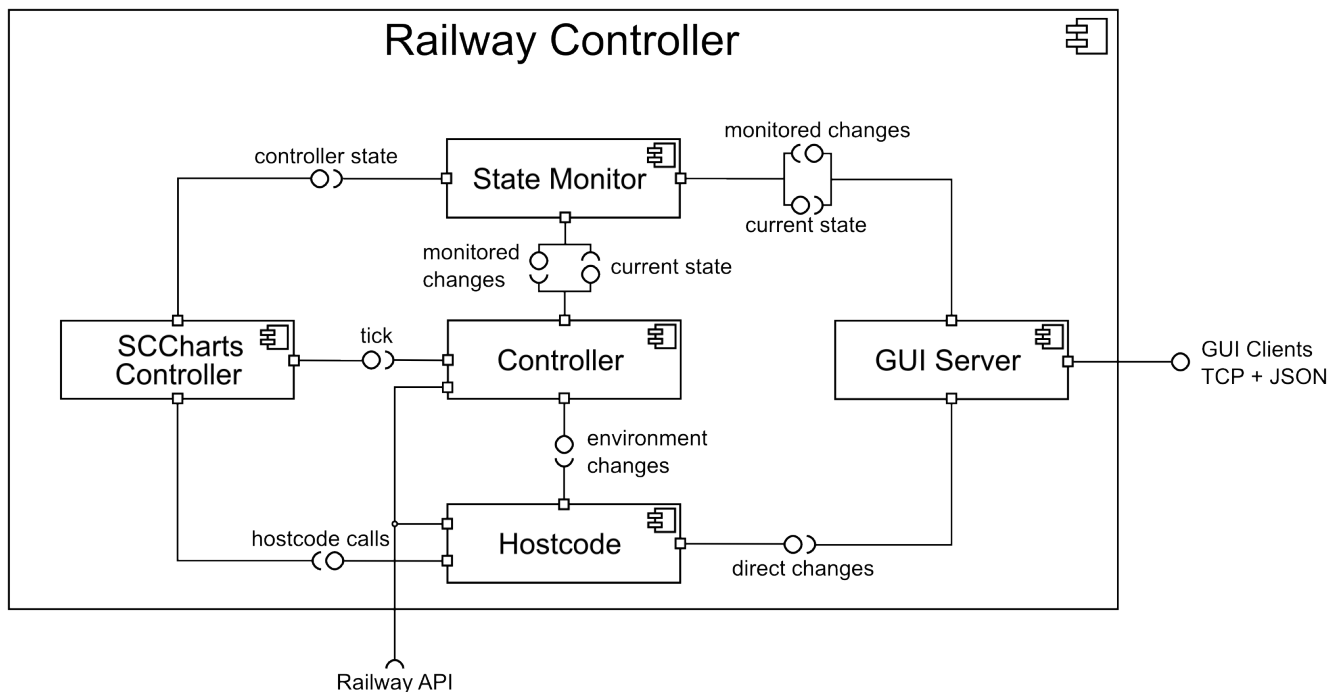 Railway Controller
monitored changes
controller state
State Monitor
current state
monitored
changes
current state
tick
SCCharts
Controller
Controller
GUI Server
GUI Clients
TCP + JSON
environment
changes
hostcode calls
Hostcode
direct changes
Railway API